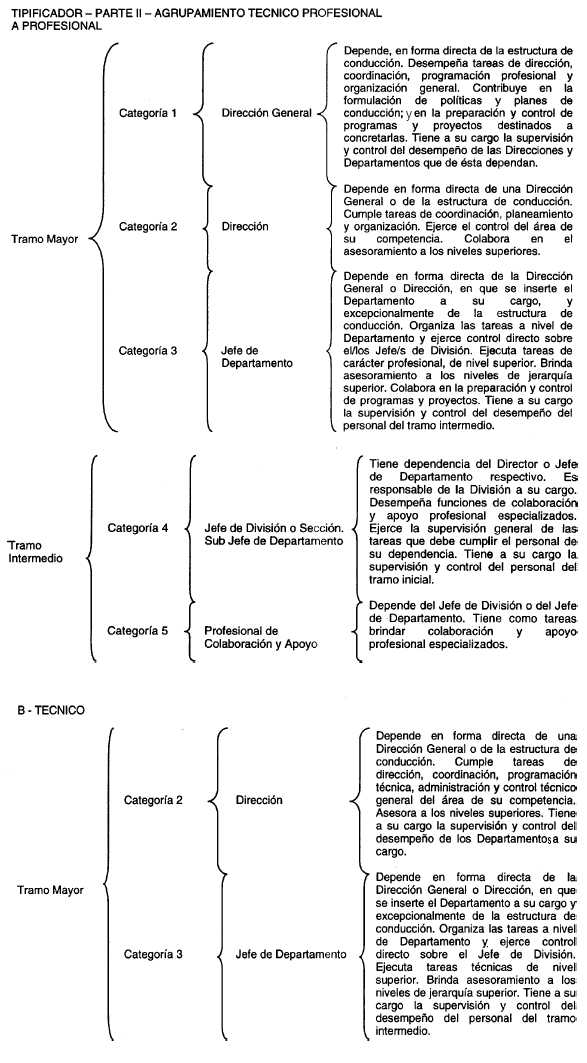 TIPIFICADOR – PARTE II – AGRUPAMIENTO TECNICO PROFESIONAL
A PROFESIONAL
Tramo Mayor
Categoría 1
Dirección General
Depende, en forma directa de la estructura de
conducción. Desempeña tareas de dirección,
coordinación, programación profesional y
organización general. Contribuye en la
formulación de políticas y planes de
conducción; y en la preparación y control de
programas y proyectos destinados a
concretarlas. Tiene a su cargo la supervisión
y control del desempeño de las Direcciones y
Departamentos que de ésta dependan.
Categoría 2
Dirección
Depende en forma directa de una Dirección
General o de la estructura de conducción.
Cumple tareas de coordinación, planeamiento
y organización. Ejerce el control del área de
su competencia. Colabora en el
asesoramiento a los niveles superiores.
Categoría 3
Jefe de
Departamento
Depende en forma directa de la Dirección
General o Dirección, en que se inserte el
Departamento a su cargo, y
excepcionalmente de la estructura de
conducción. Organiza las tareas a nivel de
Departamento y ejerce control directo sobre
el/los Jefe/s de División. Ejecuta tareas de
carácter profesional, de nivel superior. Brinda
asesoramiento a los niveles de jerarquía
superior. Colabora en la preparación y control
de programas y proyectos. Tiene a su cargo
la supervisión y control del desempeño del
personal del tramo intermedio.
Tramo
Intermedio
Categoría 4
Jefe de División o Sección.
Sub Jefe de Departamento
Tiene dependencia del Director o Jefe
de Departamento respectivo. Es
responsable de la División a su cargo.
Desempeña funciones de colaboración
y apoyo profesional especializados.
Ejerce la supervisión general de las
tareas que debe cumplir el personal de
su dependencia. Tiene a su cargo la
supervisión y control del personal del
tramo inicial.
Categoría 5
Profesional de
Colaboración y Apoyo
Depende del Jefe de División o del Jefe
de Departamento. Tiene como tareas
brindar colaboración y apoyo
profesional especializados.
B - TECNICO
Tramo Mayor
Categoría 2
Dirección
Depende en forma directa de una
Dirección General o de la estructura de
conducción. Cumple tareas de
dirección, coordinación, programación
técnica, administración y control técnico
general del área de su competencia.
Asesora a los niveles superiores. Tiene
a su cargo la supervisión y control del
desempeño de los Departamentos a su
cargo.
Categoría 3
Jefe de Departamento
Depende en forma directa de la
Dirección General o Dirección, en que
se inserte el Departamento a su cargo y
excepcionalmente de la estructura de
conducción. Organiza las tareas a nivel
de Departamento y ejerce control
directo sobre el Jefe de División.
Ejecuta tareas técnicas de nivel
superior. Brinda asesoramiento a los
niveles de jerarquía superior. Tiene a su
cargo la supervisión y control del
desempeño del personal del tramo
intermedio.